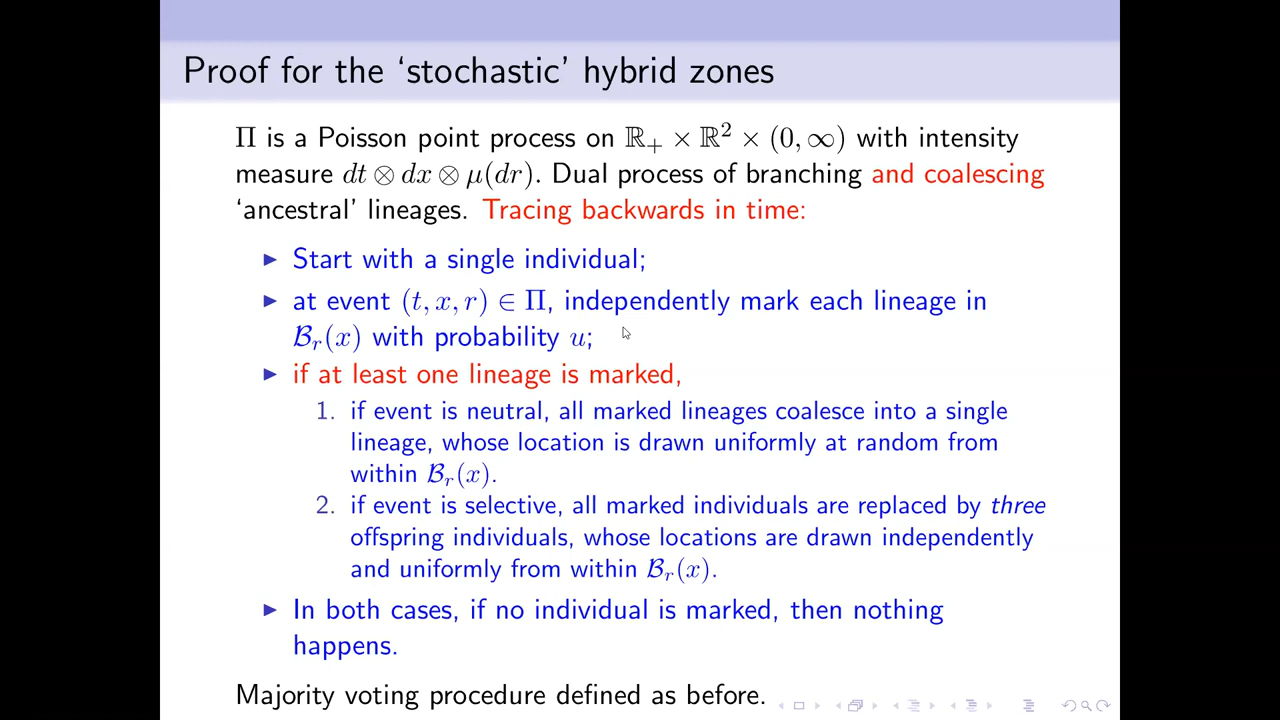 Proof for the ‘stochastic’ hybrid zones
Π is a Poisson point process on ℝ₊ × ℝ² × (0, ∞) with intensity
measure dt ⊗ dx ⊗ μ(dr). Dual process of branching and coalescing
‘ancestral’ lineages. Tracing backwards in time:
▶ Start with a single individual;
▶ at event (t, x, r) ∈ Π, independently mark each lineage in
ℬᵣ(x) with probability u;
▶ if at least one lineage is marked,
1. if event is neutral, all marked lineages coalesce into a single
lineage, whose location is drawn uniformly at random from
within ℬᵣ(x).
2. if event is selective, all marked individuals are replaced by three
offspring individuals, whose locations are drawn independently
and uniformly from within ℬᵣ(x).
▶ In both cases, if no individual is marked, then nothing
happens.
Majority voting procedure defined as before.